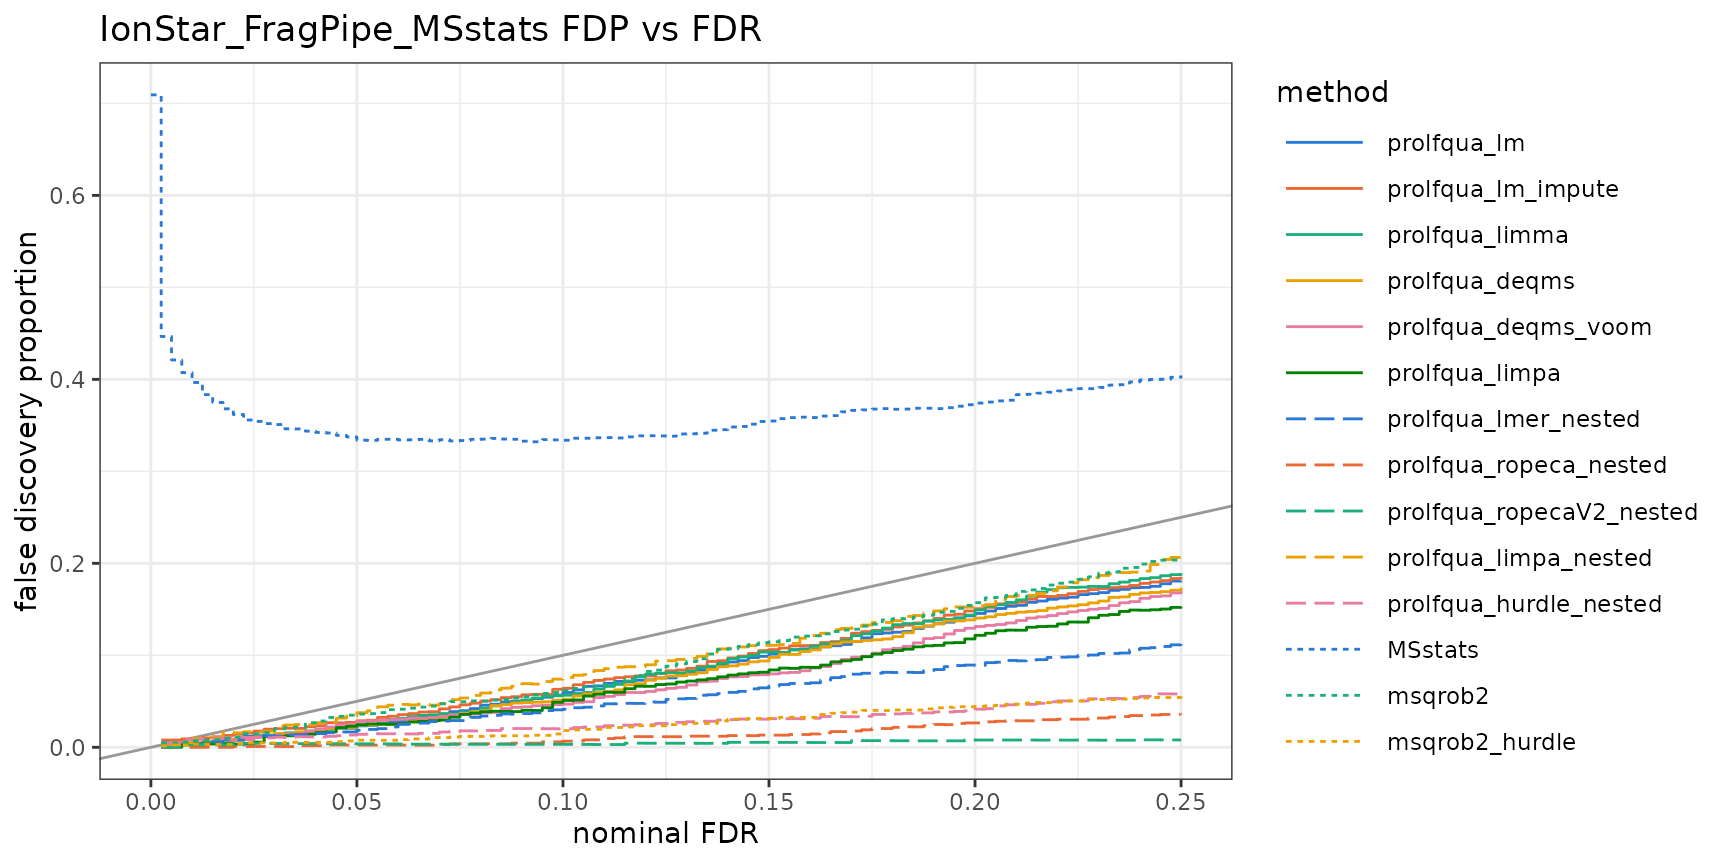 IonStar_FragPipe_MSstats FDP vs FDR
false discovery proportion
0.6
0.4
0.2
0.0
0.00
0.05
0.10
0.15
0.20
0.25
nominal FDR
method
prolfqua_lm
prolfqua_lm_impute
prolfqua_limma
prolfqua_deqms
prolfqua_deqms_voom
prolfqua_limpa
prolfqua_lmer_nested
prolfqua_ropeca_nested
prolfqua_ropecaV2_nested
prolfqua_limpa_nested
prolfqua_hurdle_nested
MSstats
msqrob2
msqrob2_hurdle